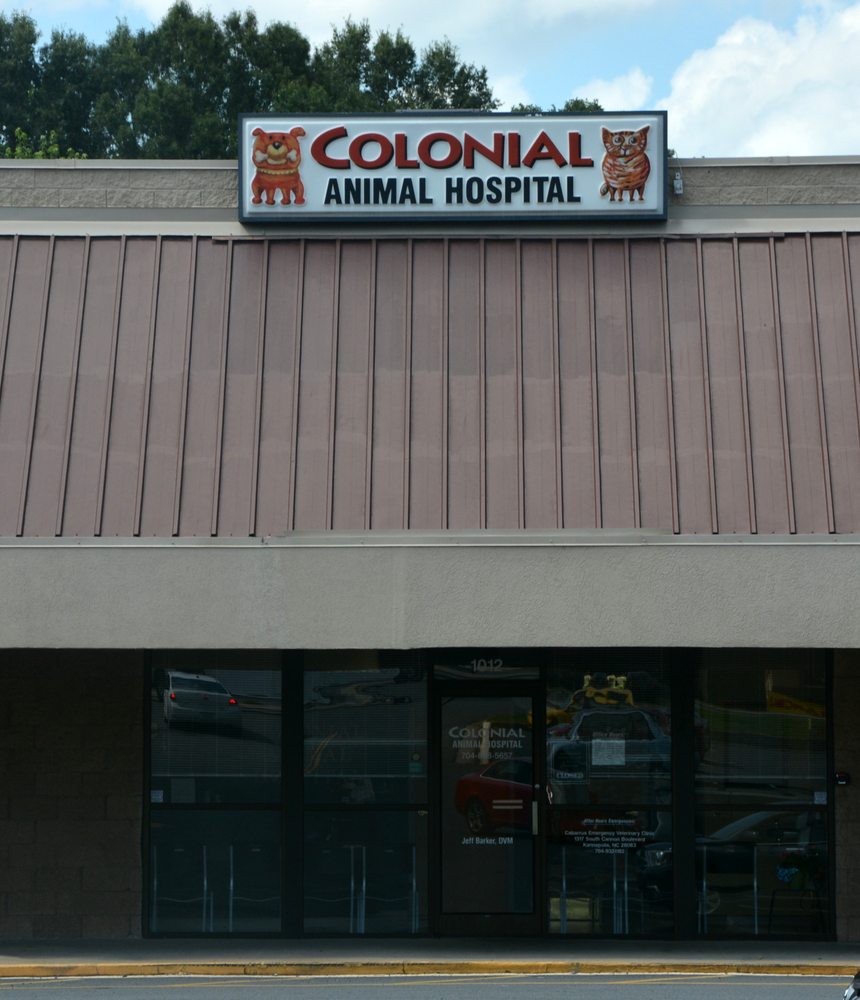 COLONIAL
ANIMAL HOSPITAL
1012
COLONIAL
ANIMAL HOSPITAL
Jeff Barker, DVM
CLOSED
After Hours Emergencies:
Cabarrus Emergency Veterinary Clinic
1317 South Cannon Boulevard
Kannapolis, NC 28083